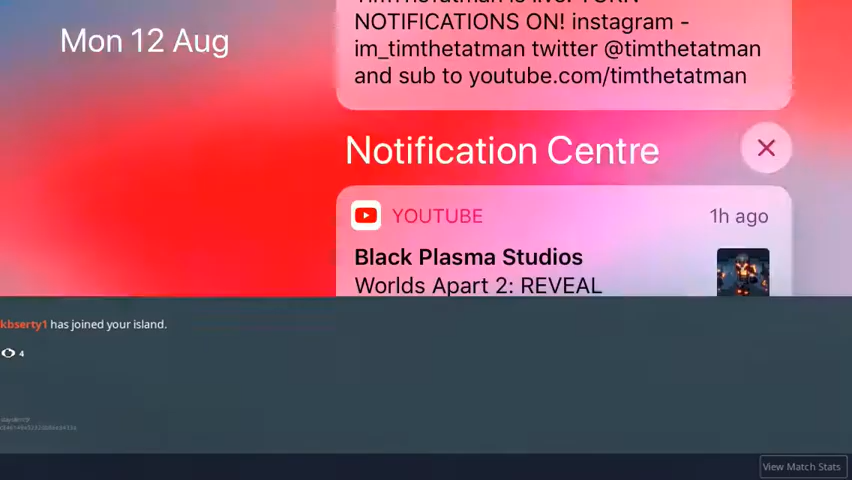 Mon 12 Aug
NOTIFICATIONS ON! instagram -
im_timthetatman twitter @timthetatman
and sub to youtube.com/timthetatman
Notification Centre
YOUTUBE
1h ago
Black Plasma Studios
Worlds Apart 2: REVEAL
kbserty1 has joined your island.
4
View Match Stats